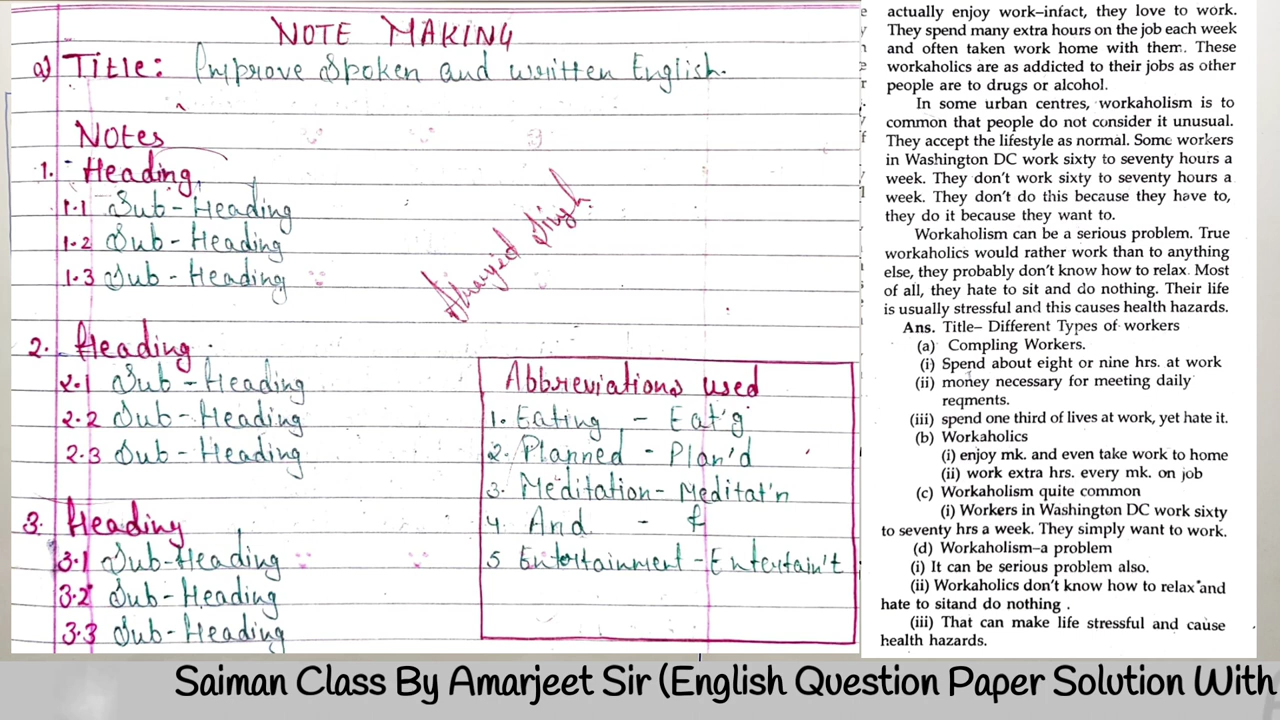 NOTE MAKING
a) Title: Improve Spoken and written English.
Notes
1. Heading
1.1 Sub-Heading
1.2 Sub-Heading
1.3 Sub-Heading
Amarjeet Singh
2. Heading
2.1 Sub-Heading
2.2 Sub-Heading
2.3 Sub-Heading
3. Heading
3.1 Sub-Heading
3.2 Sub-Heading
3.3 Sub-Heading
Abbreviations used
1. Eating - Eat'g
2. Planned - Plan'd
3. Meditation - Meditat'n
4. And - &
5 Entertainment - Entertain't
actually enjoy work–infact, they love to work.
They spend many extra hours on the job each week
and often taken work home with them. These
workaholics are as addicted to their jobs as other
people are to drugs or alcohol.
In some urban centres, workaholism is to
common that people do not consider it unusual.
They accept the lifestyle as normal. Some workers
in Washington DC work sixty to seventy hours a
week. They don't work sixty to seventy hours a
week. They don't do this because they have to,
they do it because they want to.
Workaholism can be a serious problem. True
workaholics would rather work than to anything
else, they probably don't know how to relax. Most
of all, they hate to sit and do nothing. Their life
is usually stressful and this causes health hazards.
Ans. Title– Different Types of workers
(a) Compling Workers.
(i) Spend about eight or nine hrs. at work
(ii) money necessary for meeting daily
reqments.
(iii) spend one third of lives at work, yet hate it.
(b) Workaholics
(i) enjoy mk. and even take work to home
(ii) work extra hrs. every mk. on job
(c) Workaholism quite common
(i) Workers in Washington DC work sixty
to seventy hrs a week. They simply want to work.
(d) Workaholism–a problem
(i) It can be serious problem also.
(ii) Workaholics don't know how to relax and
hate to sitand do nothing .
(iii) That can make life stressful and cause
health hazards.
Saiman Class By Amarjeet Sir (English Question Paper Solution With